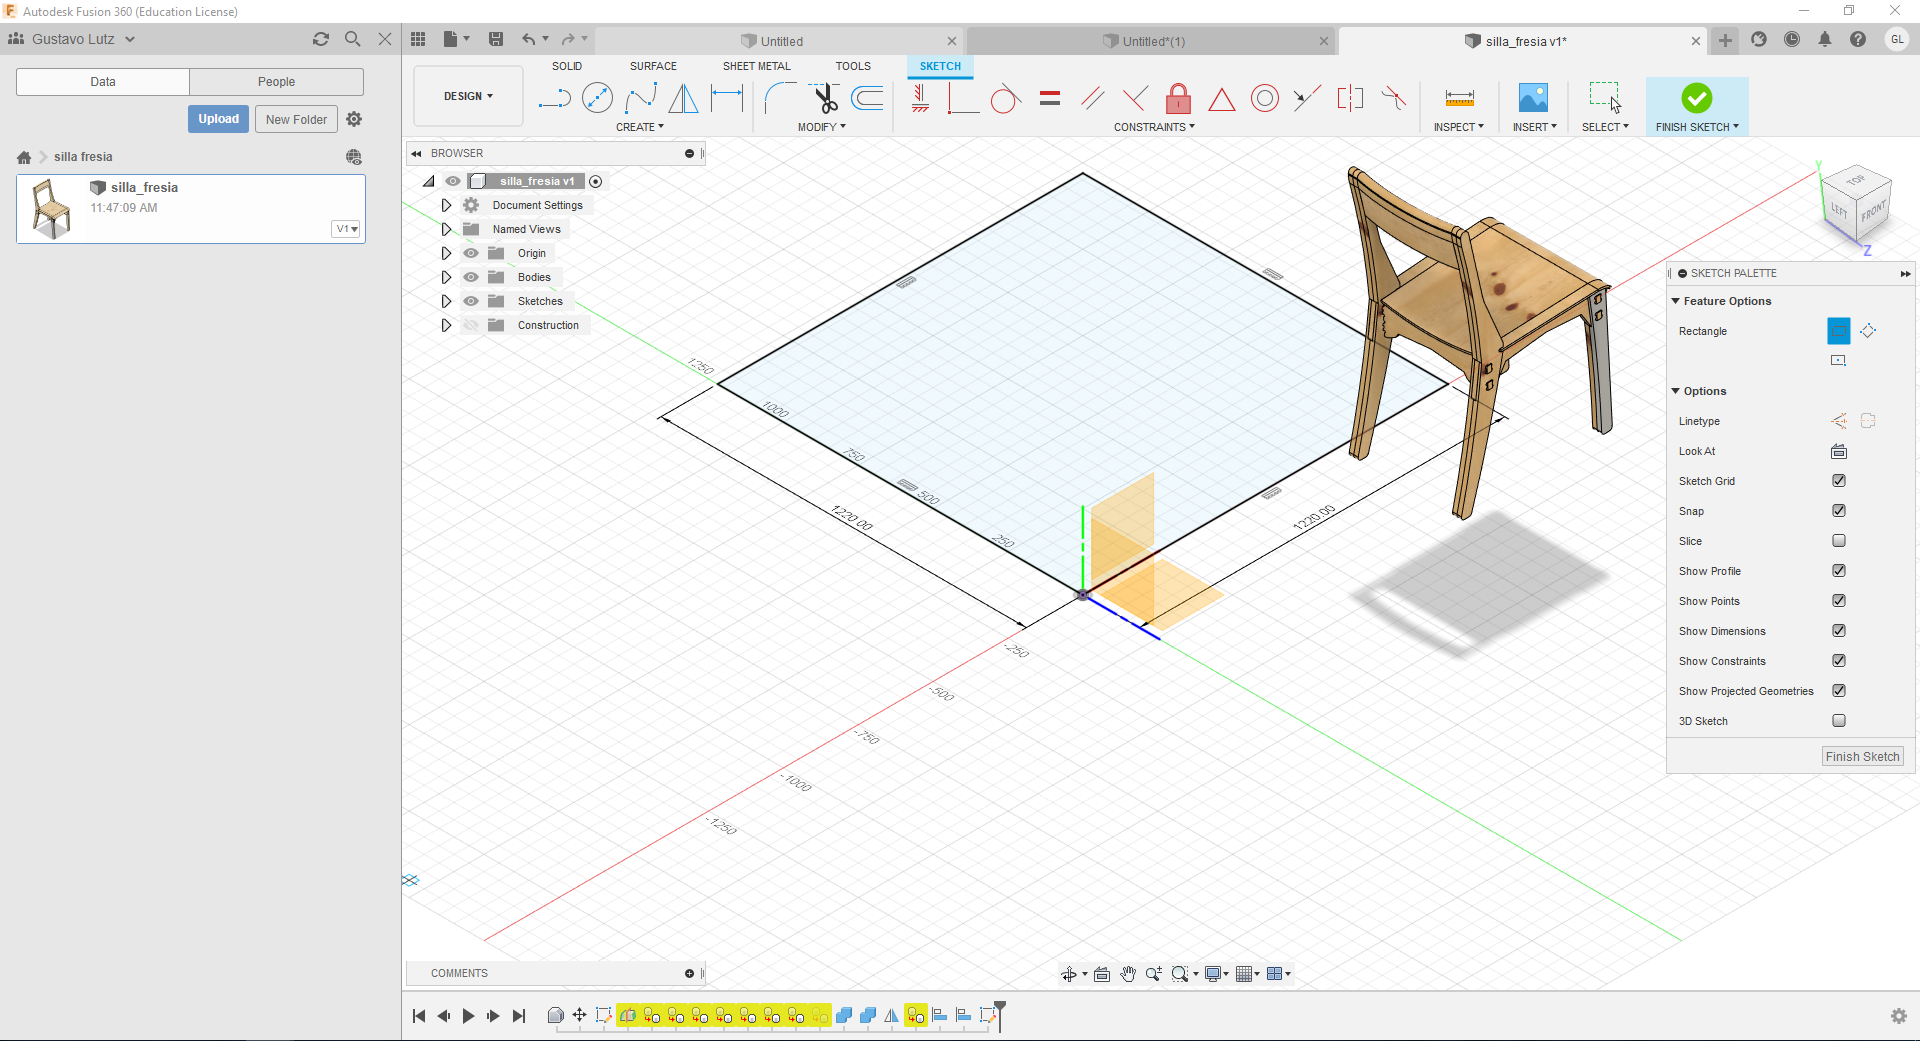 Autodesk Fusion 360 (Education License)
Gustavo Lutz
Untitled
Untitled*(1)
silla_fresia v1*
GL
Data
People
Upload
New Folder
silla fresia
silla_fresia
11:47:09 AM
V1
SOLID
SURFACE
SHEET METAL
TOOLS
SKETCH
DESIGN
CREATE
MODIFY
CONSTRAINTS
INSPECT
INSERT
SELECT
FINISH SKETCH
BROWSER
silla_fresia v1
Document Settings
Named Views
Origin
Bodies
Sketches
Construction
TOP
LEFT
FRONT
Y
Z
1250
1000
750
500
250
1220.00
1220.00
-250
-500
-750
-1000
-1250
SKETCH PALETTE
Feature Options
Rectangle
Options
Linetype
Look At
Sketch Grid
Snap
Slice
Show Profile
Show Points
Show Dimensions
Show Constraints
Show Projected Geometries
3D Sketch
Finish Sketch
COMMENTS